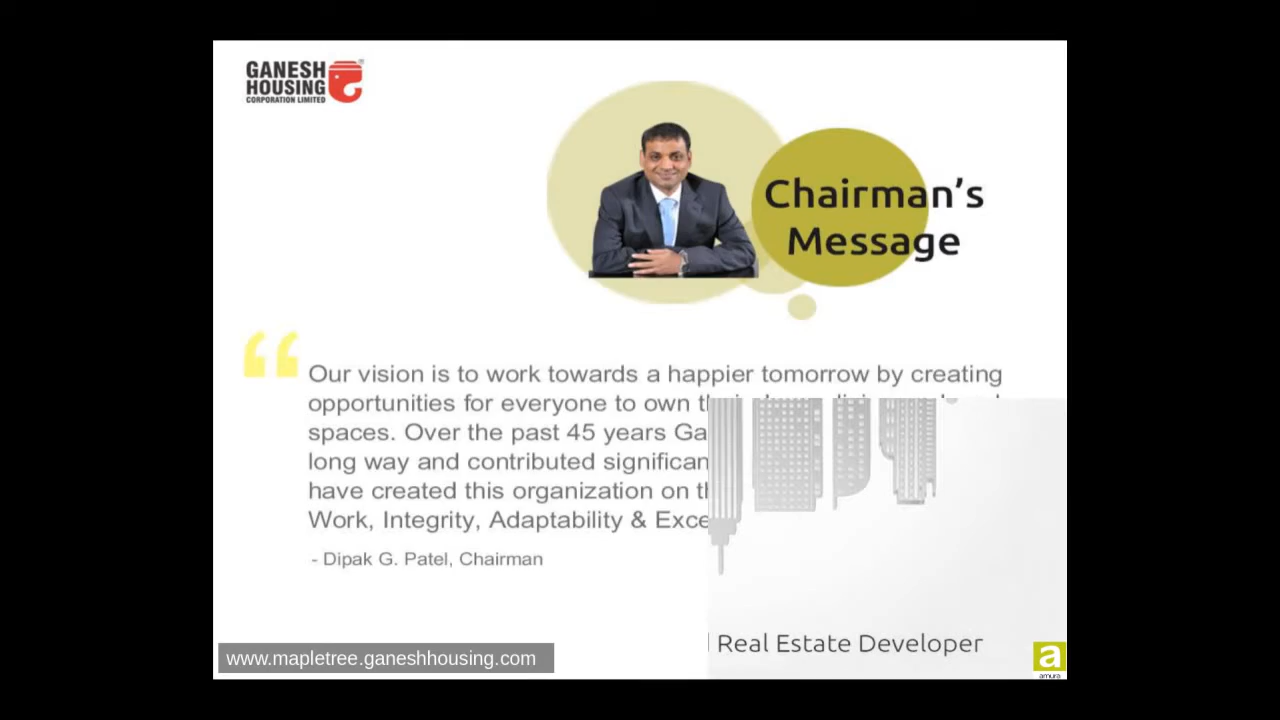 GANESH
HOUSING
CORPORATION LIMITED
Chairman's
Message
“
Our vision is to work towards a happier tomorrow by creating
opportunities for everyone to own
spaces. Over the past 45 years
long way and contributed
have created this organization on
Work, Integrity, Adaptability &
- Dipak G. Patel, Chairman
Real Estate Developer
www.mapletree.ganeshhousing.com
a
amura